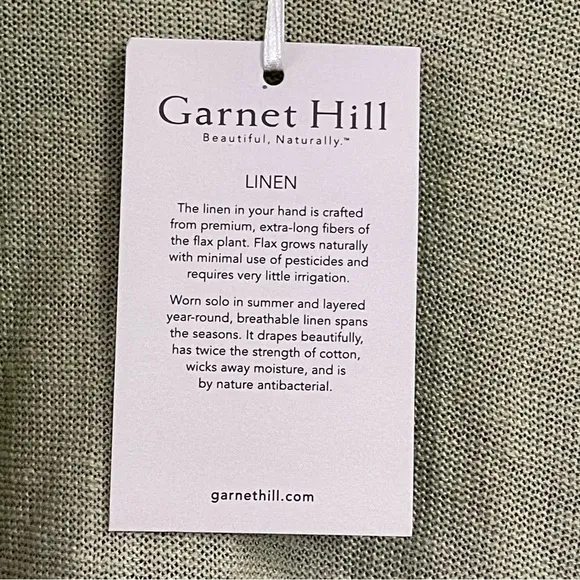 Garnet Hill
Beautiful, Naturally.™
LINEN
The linen in your hand is crafted
from premium, extra-long fibers of
the flax plant. Flax grows naturally
with minimal use of pesticides and
requires very little irrigation.
Worn solo in summer and layered
year-round, breathable linen spans
the seasons. It drapes beautifully,
has twice the strength of cotton,
wicks away moisture, and is
by nature antibacterial.
garnethill.com